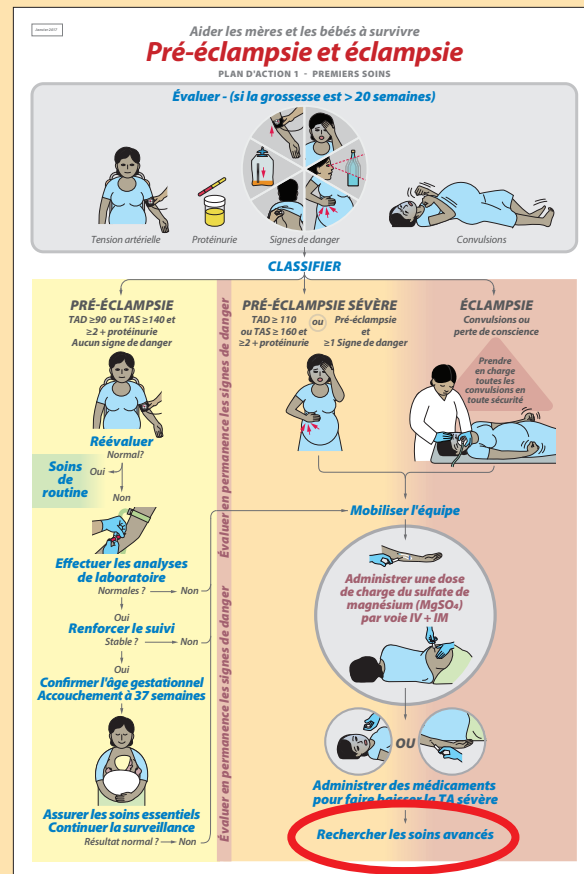 Janvier 2017
Aider les mères et les bébés à survivre
Pré-éclampsie et éclampsie
PLAN D'ACTION 1 - PREMIERS SOINS
Évaluer - (si la grossesse est > 20 semaines)
Tension artérielle
Protéinurie
Signes de danger
Convulsions
CLASSIFIER
PRÉ-ÉCLAMPSIE
TAD ≥90 ou TAS ≥140 et
≥2 + protéinurie
Aucun signe de danger
Réévaluer
Normal?
Oui
Soins
de
routine
Non
Effectuer les analyses
de laboratoire
Normales ? Non
Oui
Renforcer le suivi
Stable ? Non
Oui
Confirmer l'âge gestationnel
Accouchement à 37 semaines
Assurer les soins essentiels
Continuer la surveillance
Résultat normal ? Non
Évaluer en permanence les signes de danger
Évaluer en permanence les signes de danger
PRÉ-ÉCLAMPSIE SÉVÈRE
TAD ≥ 110
ou TAS ≥ 160 et
≥2 + protéinurie
ou
Pré-éclampsie
et
≥1 Signe de danger
ÉCLAMPSIE
Convulsions ou
perte de conscience
Prendre
en charge
toutes les
convulsions en
toute sécurité
Mobiliser l'équipe
Administrer une dose
de charge du sulfate de
magnésium (MgSO₄)
par voie IV + IM
OU
Administrer des médicaments
pour faire baisser la TA sévère
Rechercher les soins avancés